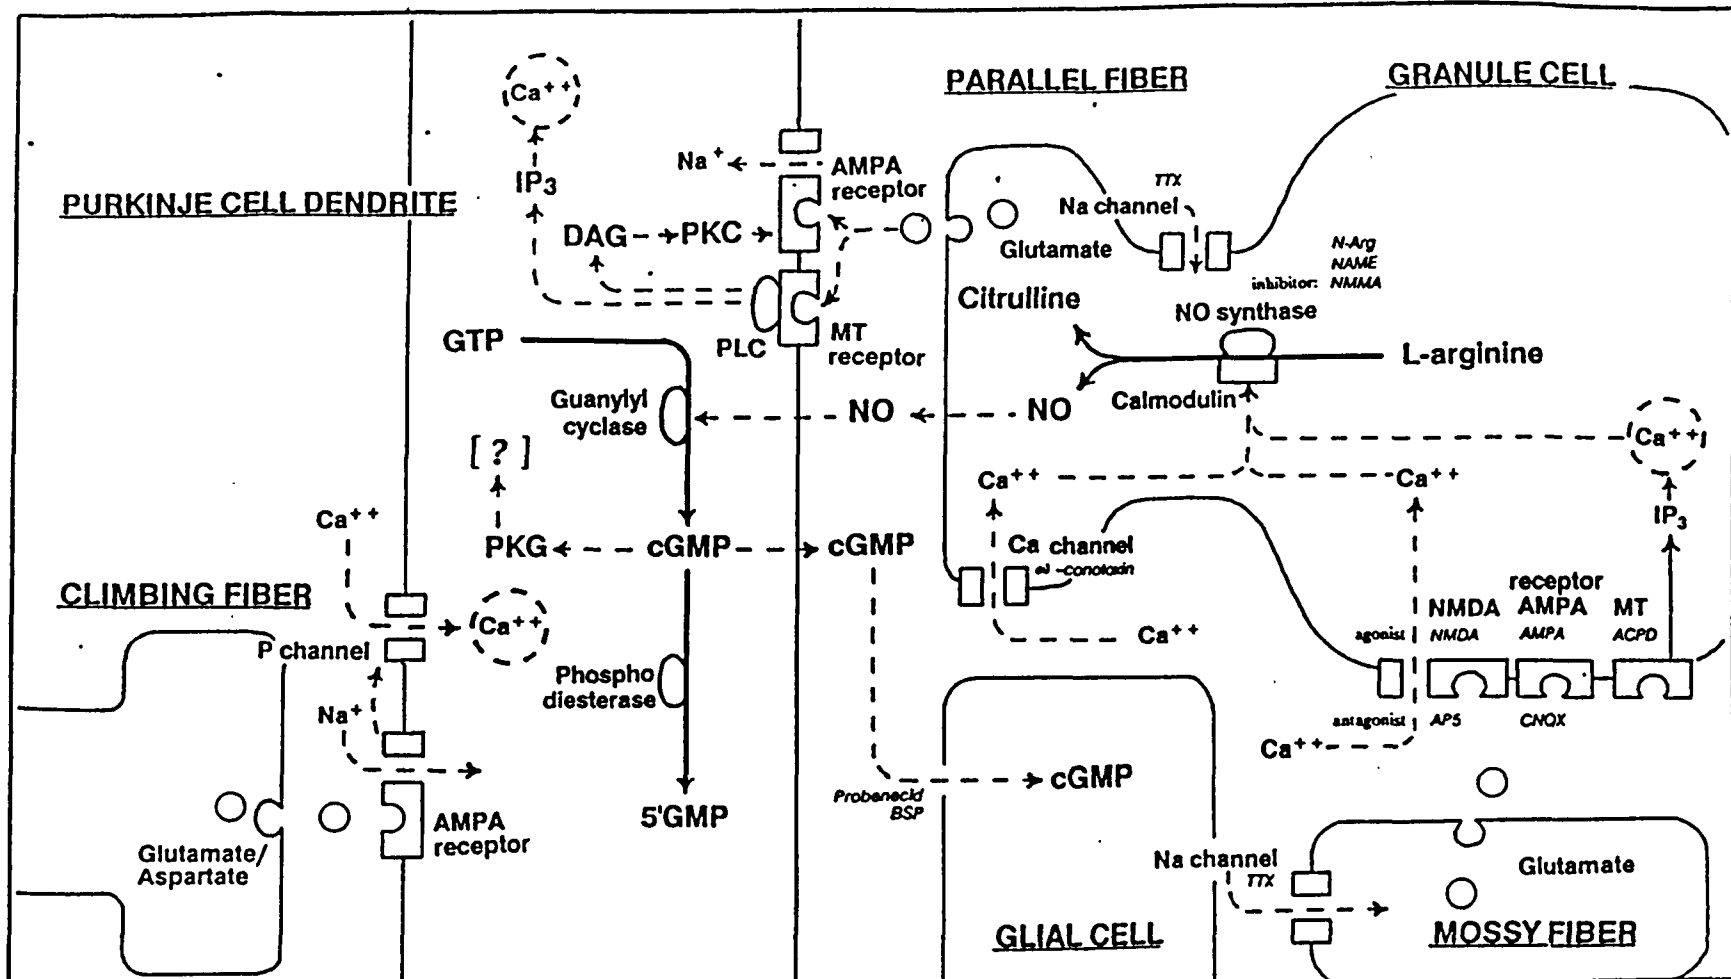 PARALLEL FIBER
GRANULE CELL
PURKINJE CELL DENDRITE
Ca++
IP3
DAG
PKC
Na+
AMPA
receptor
PLC
MT
receptor
Glutamate
TTX
Na channel
N-Arg
NAME
inhibitor: NMMA
NO synthase
Citrulline
L-arginine
Calmodulin
NO
NO
GTP
Guanylyl
cyclase
[ ? ]
PKG
cGMP
cGMP
Phospho
diesterase
5'GMP
Ca++
Ca++
Ca++
IP3
Ca channel
-conotoxin
Ca++
receptor
NMDA
AMPA
MT
agonist
NMDA
AMPA
ACPD
antagonist
AP5
CNQX
Ca++
Ca++
CLIMBING FIBER
Ca++
P channel
Na+
AMPA
receptor
Glutamate/
Aspartate
Probenecid
BSP
cGMP
GLIAL CELL
Na channel
TTX
Glutamate
MOSSY FIBER